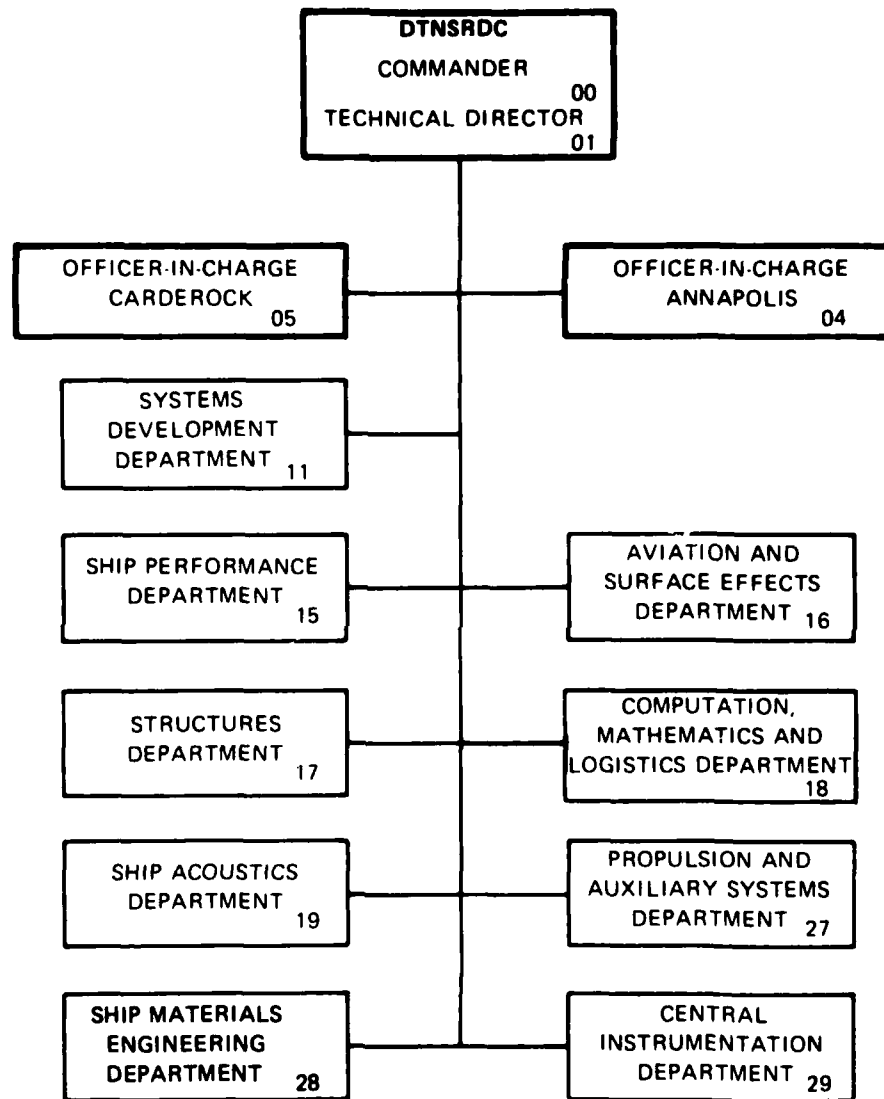 DTNSRDC
COMMANDER
00
TECHNICAL DIRECTOR
01
OFFICER-IN-CHARGE
CARDEROCK
05
OFFICER-IN-CHARGE
ANNAPOLIS
04
SYSTEMS
DEVELOPMENT
DEPARTMENT
11
SHIP PERFORMANCE
DEPARTMENT
15
AVIATION AND
SURFACE EFFECTS
DEPARTMENT
16
STRUCTURES
DEPARTMENT
17
COMPUTATION,
MATHEMATICS AND
LOGISTICS DEPARTMENT
18
SHIP ACOUSTICS
DEPARTMENT
19
PROPULSION AND
AUXILIARY SYSTEMS
DEPARTMENT
27
SHIP MATERIALS
ENGINEERING
DEPARTMENT
28
CENTRAL
INSTRUMENTATION
DEPARTMENT
29